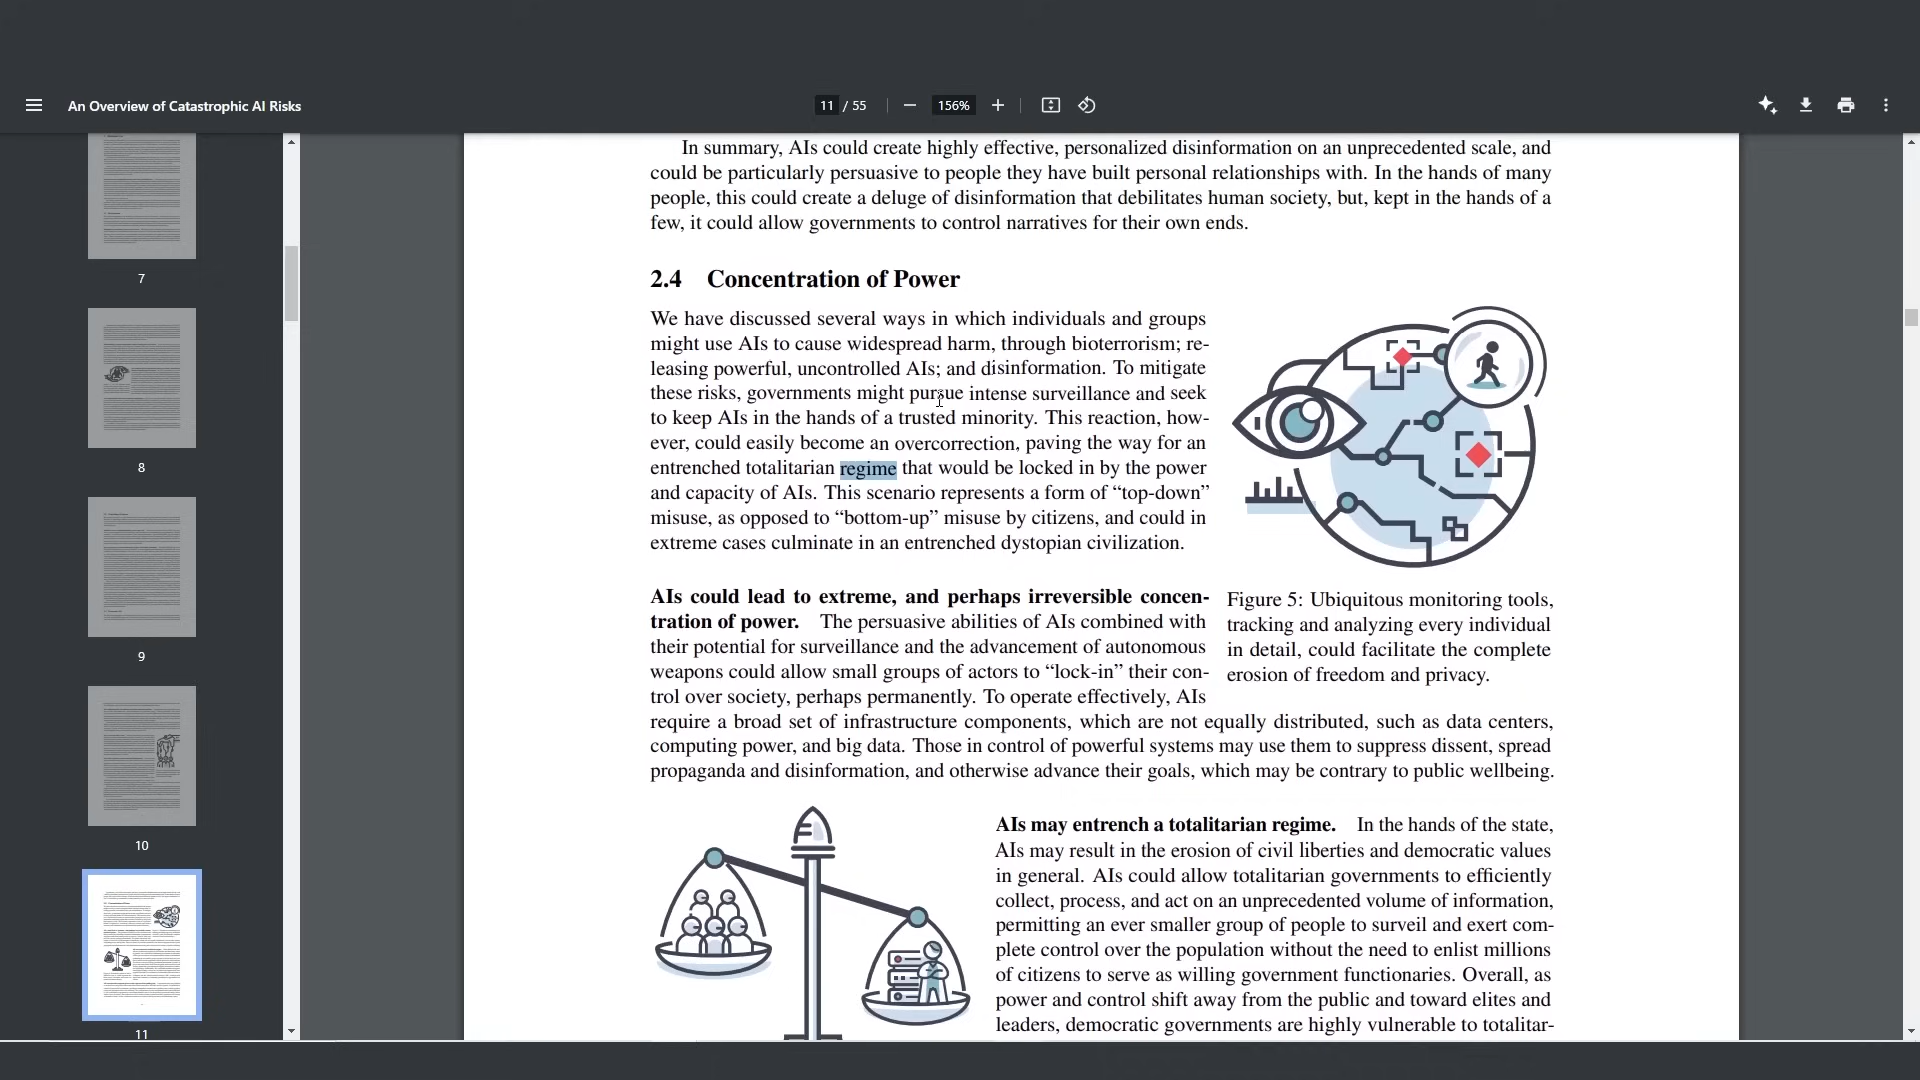 An Overview of Catastrophic AI Risks
11 / 55
156%
7
8
9
10
11
In summary, AIs could create highly effective, personalized disinformation on an unprecedented scale, and
could be particularly persuasive to people they have built personal relationships with. In the hands of many
people, this could create a deluge of disinformation that debilitates human society, but, kept in the hands of a
few, it could allow governments to control narratives for their own ends.
2.4 Concentration of Power
We have discussed several ways in which individuals and groups
might use AIs to cause widespread harm, through bioterrorism; re-
leasing powerful, uncontrolled AIs; and disinformation. To mitigate
these risks, governments might pursue intense surveillance and seek
to keep AIs in the hands of a trusted minority. This reaction, how-
ever, could easily become an overcorrection, paving the way for an
entrenched totalitarian regime that would be locked in by the power
and capacity of AIs. This scenario represents a form of “top-down”
misuse, as opposed to “bottom-up” misuse by citizens, and could in
extreme cases culminate in an entrenched dystopian civilization.
Figure 5: Ubiquitous monitoring tools,
tracking and analyzing every individual
in detail, could facilitate the complete
erosion of freedom and privacy.
AIs could lead to extreme, and perhaps irreversible concen-
tration of power. The persuasive abilities of AIs combined with
their potential for surveillance and the advancement of autonomous
weapons could allow small groups of actors to “lock-in” their con-
trol over society, perhaps permanently. To operate effectively, AIs
require a broad set of infrastructure components, which are not equally distributed, such as data centers,
computing power, and big data. Those in control of powerful systems may use them to suppress dissent, spread
propaganda and disinformation, and otherwise advance their goals, which may be contrary to public wellbeing.
AIs may entrench a totalitarian regime. In the hands of the state,
AIs may result in the erosion of civil liberties and democratic values
in general. AIs could allow totalitarian governments to efficiently
collect, process, and act on an unprecedented volume of information,
permitting an ever smaller group of people to surveil and exert com-
plete control over the population without the need to enlist millions
of citizens to serve as willing government functionaries. Overall, as
power and control shift away from the public and toward elites and
leaders, democratic governments are highly vulnerable to totalitar-